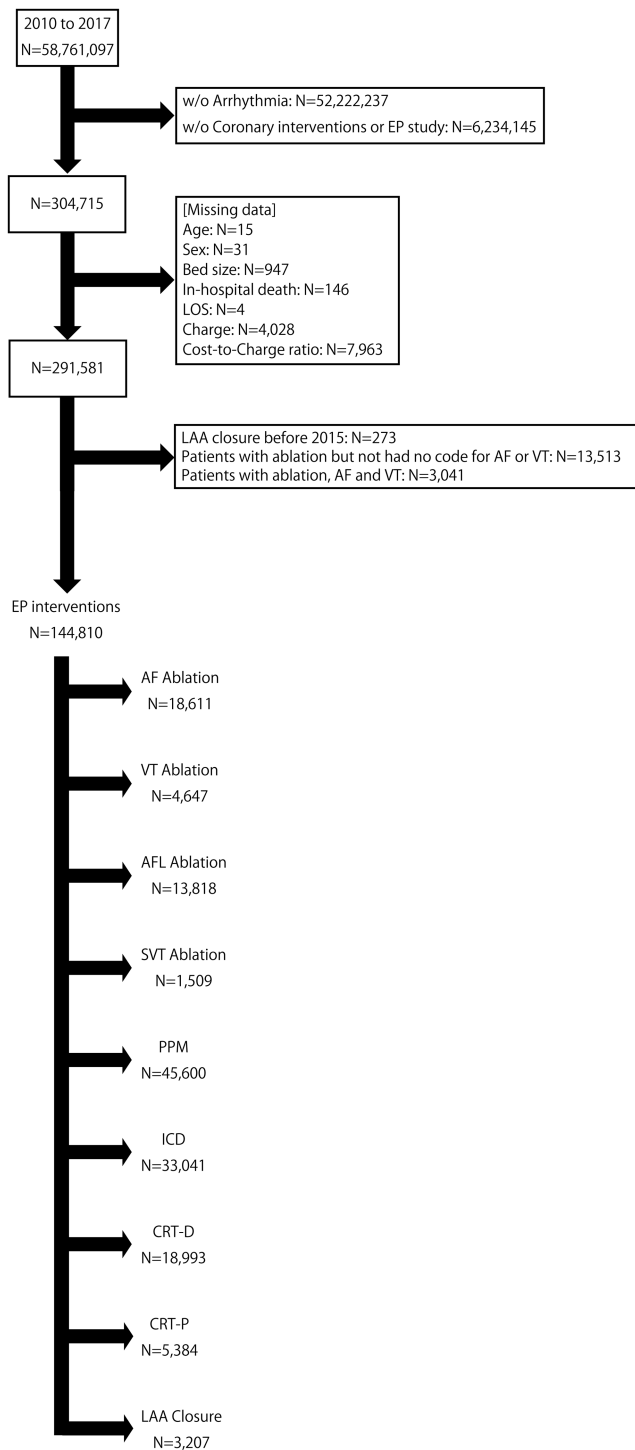 2010 to 2017
N=58,761,097
w/o Arrhythmia: N=52,222,237
w/o Coronary interventions or EP study: N=6,234,145
N=304,715
[Missing data]
Age: N=15
Sex: N=31
Bed size: N=947
In-hospital death: N=146
LOS: N=4
Charge: N=4,028
Cost-to-Charge ratio: N=7,963
N=291,581
LAA closure before 2015: N=273
Patients with ablation but not had no code for AF or VT: N=13,513
Patients with ablation, AF and VT: N=3,041
EP interventions
N=144,810
AF Ablation
N=18,611
VT Ablation
N=4,647
AFL Ablation
N=13,818
SVT Ablation
N=1,509
PPM
N=45,600
ICD
N=33,041
CRT-D
N=18,993
CRT-P
N=5,384
LAA Closure
N=3,207